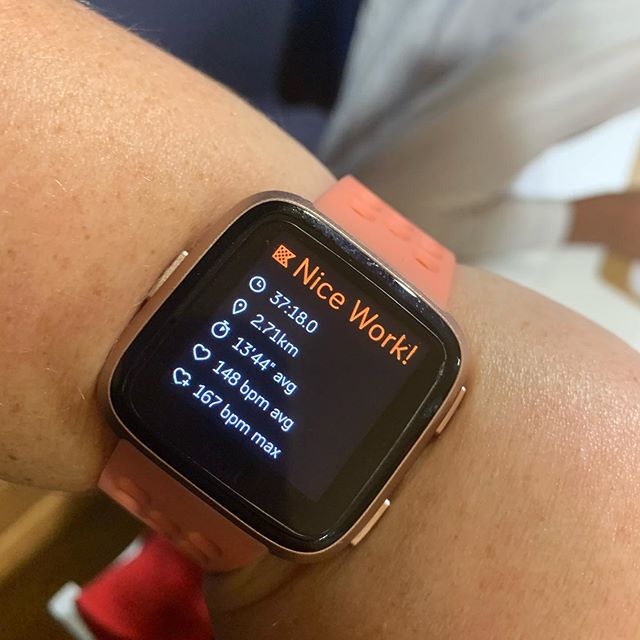 Nice Work!
37:18.0
2.71km
13'44" avg
148 bpm avg
167 bpm max